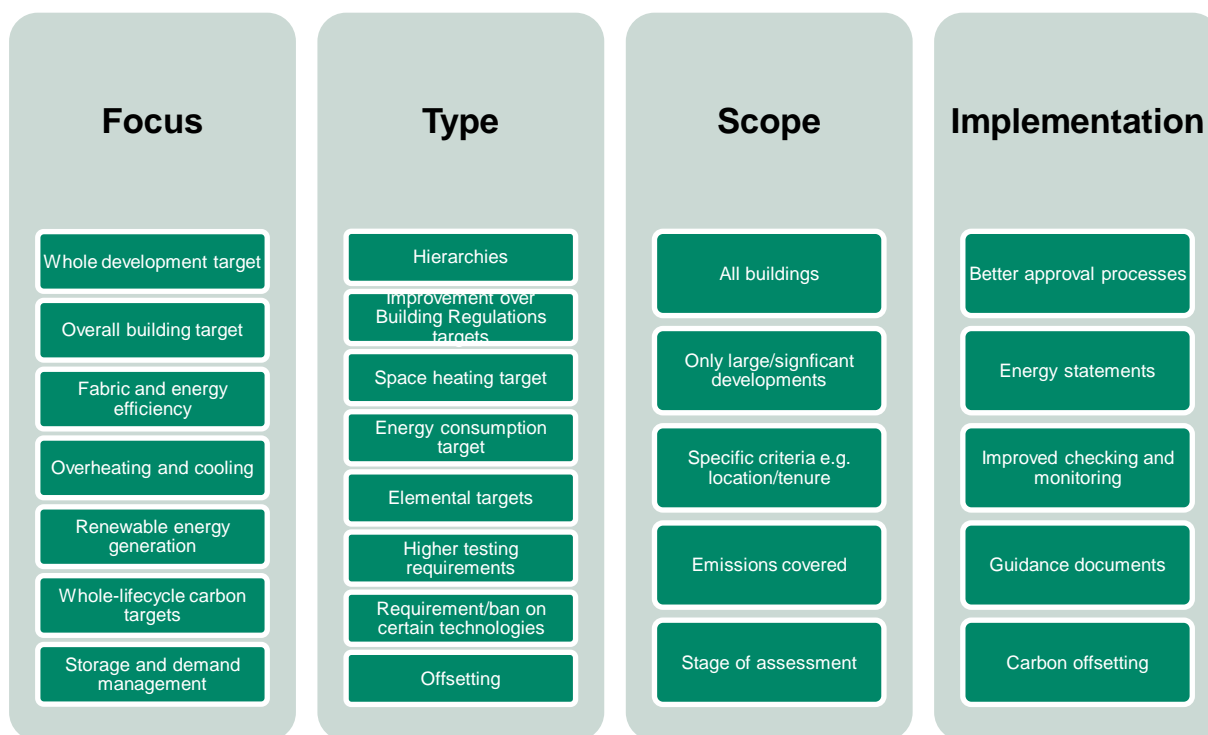 Focus
Whole development target
Overall building target
Fabric and energy
efficiency
Overheating and cooling
Renewable energy
generation
Whole-lifecycle carbon
targets
Storage and demand
management
Type
Hierarchies
Improvement over
Building Regulations
targets
Space heating target
Energy consumption
target
Elemental targets
Higher testing
requirements
Requirement/ban on
certain technologies
Offsetting
Scope
All buildings
Only large/signficant
developments
Specific criteria e.g.
location/tenure
Emissions covered
Stage of assessment
Implementation
Better approval processes
Energy statements
Improved checking and
monitoring
Guidance documents
Carbon offsetting